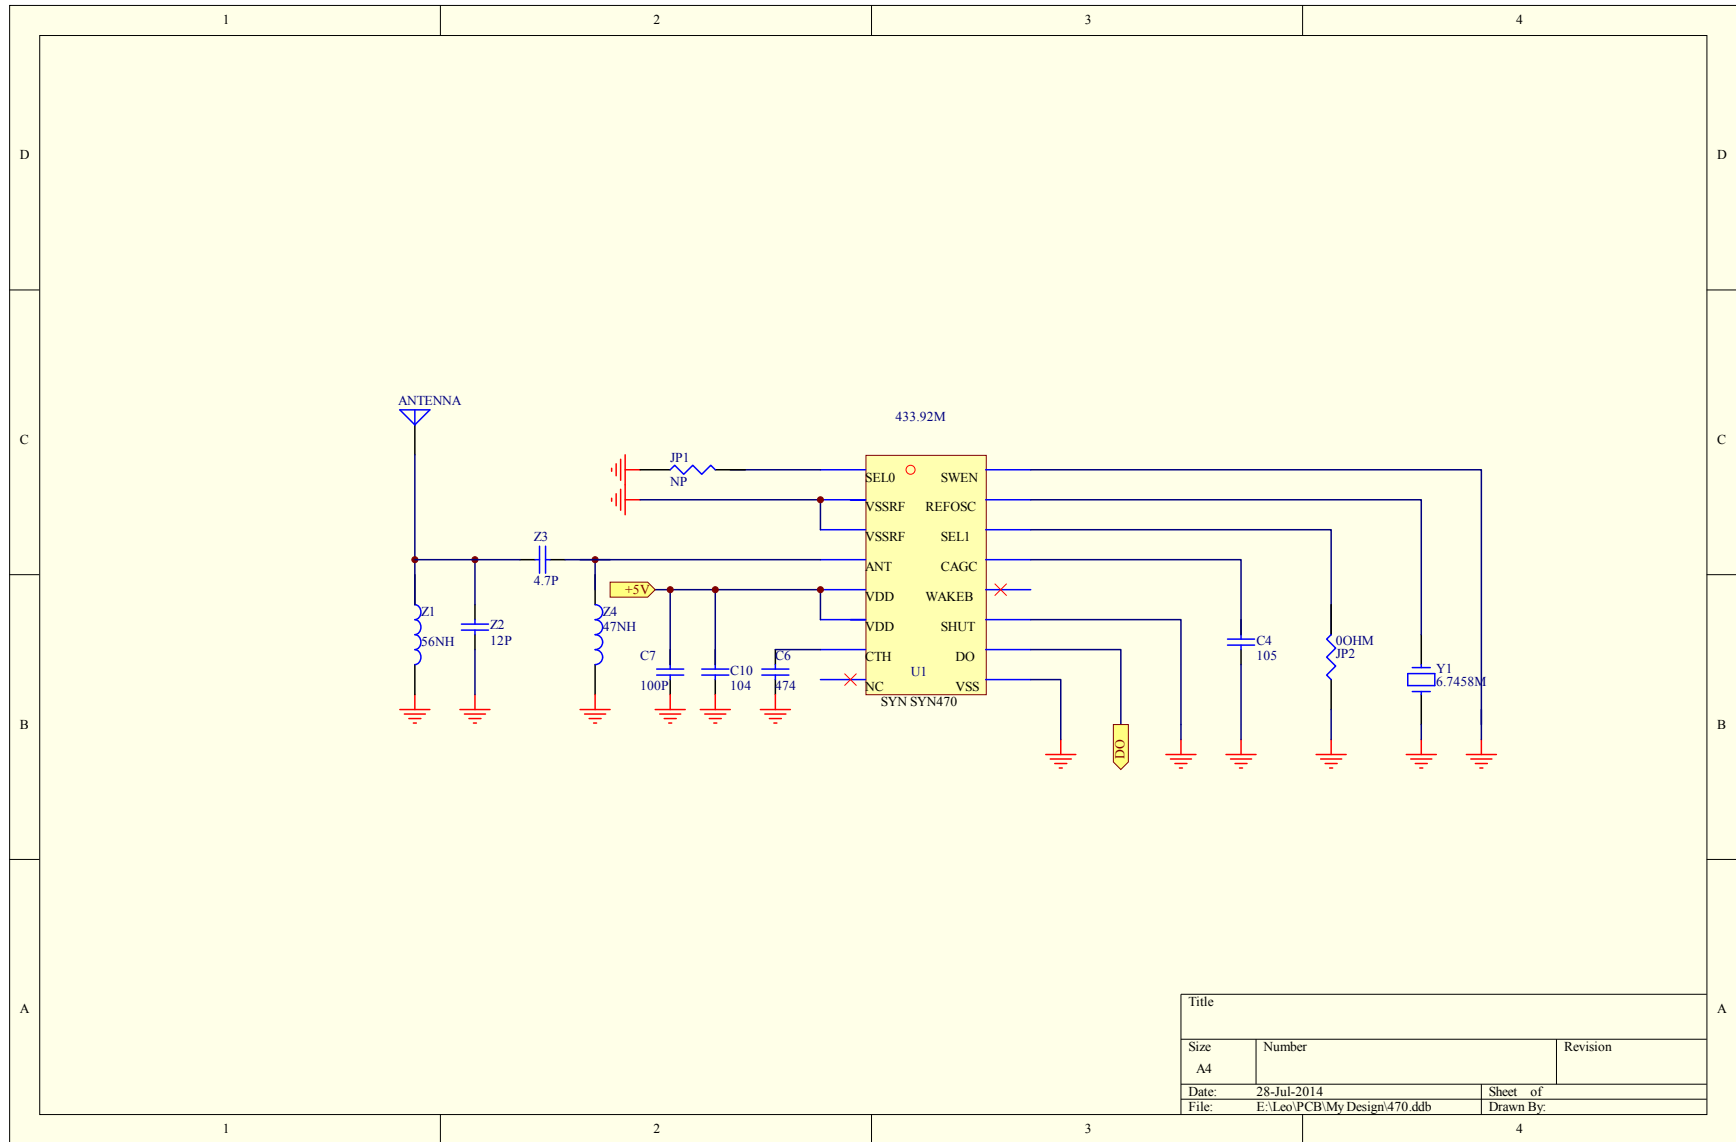 1 2 3 4
D D
ANTENNA
433.92M
C C
JP1
NP
SEL0 SWEN
VSSRF REFOSC
VSSRF SEL1
Z3
4.7P
ANT CAGC
+5V
VDD WAKEB
Z1
56NH
Z2
12P
Z4
47NH
VDD SHUT
C7
100P
C10
104
C6
474
CTH DO
U1
NC VSS
SYN SYN470
C4
105
0OHM
JP2
Y1
6.7458M
B B
DO
A A
Title
Size Number Revision
A4
Date: 28-Jul-2014 Sheet of
File: E:\Leo\PCB\My Design\470.ddb Drawn By:
1 2 3 4